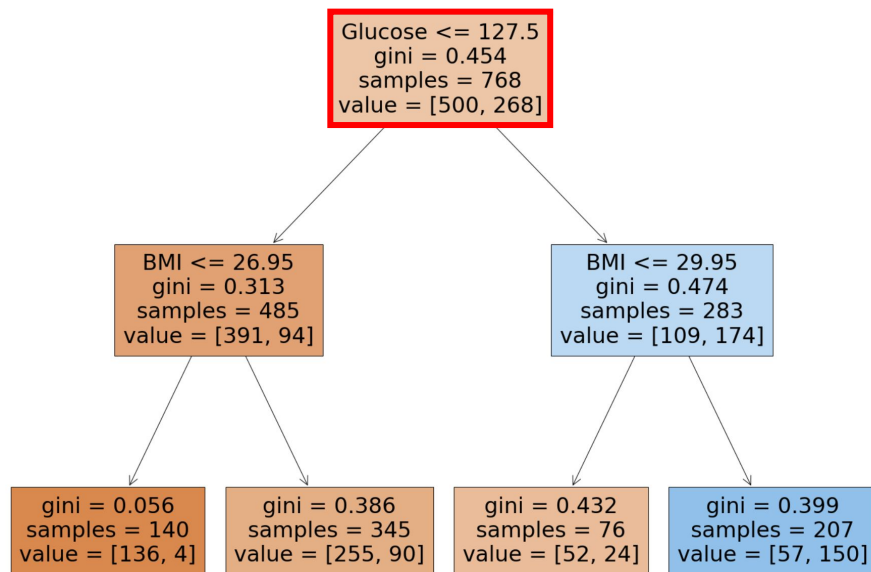 Glucose <= 127.5
gini = 0.454
samples = 768
value = [500, 268]
BMI <= 26.95
gini = 0.313
samples = 485
value = [391, 94]
BMI <= 29.95
gini = 0.474
samples = 283
value = [109, 174]
gini = 0.056
samples = 140
value = [136, 4]
gini = 0.386
samples = 345
value = [255, 90]
gini = 0.432
samples = 76
value = [52, 24]
gini = 0.399
samples = 207
value = [57, 150]